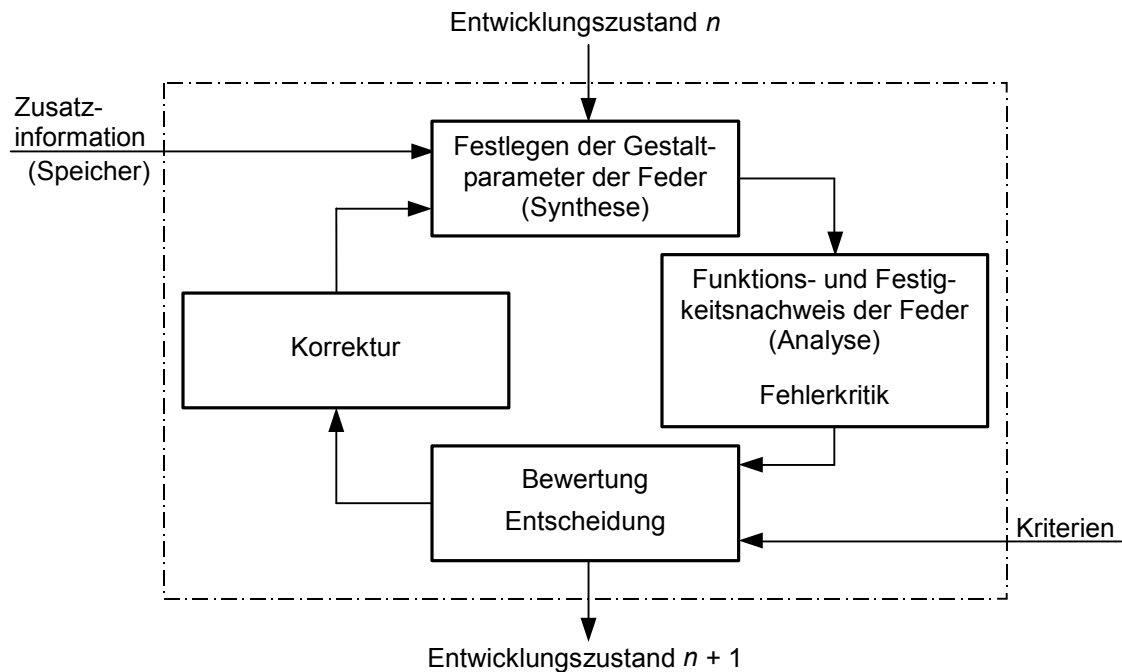 Entwicklungszustand n
Zusatz-
information
(Speicher)
Festlegen der Gestalt-
parameter der Feder
(Synthese)
Funktions- und Festig-
keitsnachweis der Feder
(Analyse)
Fehlerkritik
Korrektur
Bewertung
Entscheidung
Kriterien
Entwicklungszustand n + 1